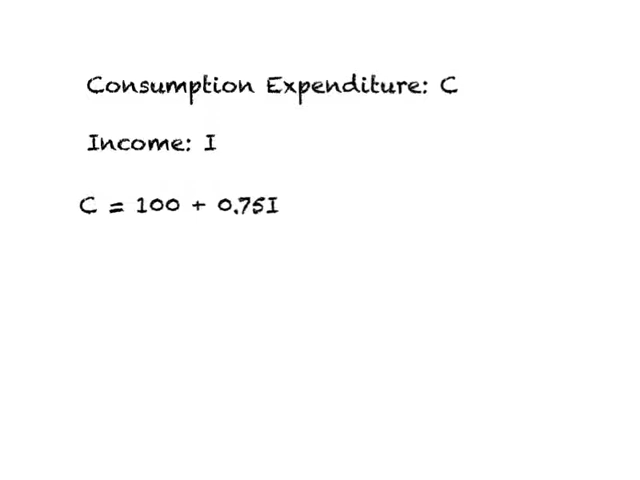 Consumption Expenditure: C
Income: I
C = 100 + 0.75I